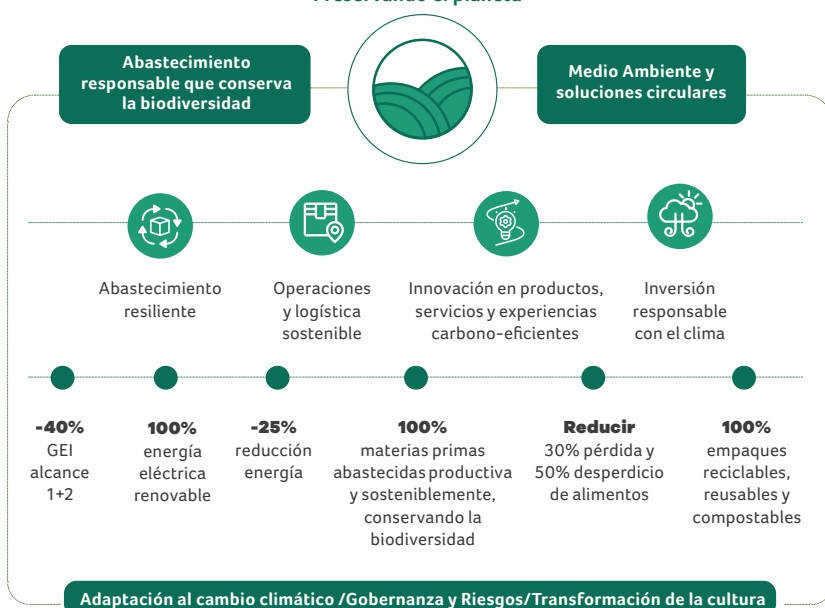 Preservando el planeta
Abastecimiento
responsable que conserva
la biodiversidad
Medio Ambiente y
soluciones circulares
Abastecimiento
resiliente
Operaciones
y logística
sostenible
Innovación en productos,
servicios y experiencias
carbono-eficientes
Inversión
responsable
con el clima
-40%
GEI
alcance
1+2
100%
energía
eléctrica
renovable
-25%
reducción
energía
100%
materias primas
abastecidas productiva
y sosteniblemente,
conservando la
biodiversidad
Reducir
30% pérdida y
50% desperdicio
de alimentos
100%
empaques
reciclables,
reusables y
compostables
Adaptación al cambio climático /Gobernanza y Riesgos/Transformación de la cultura